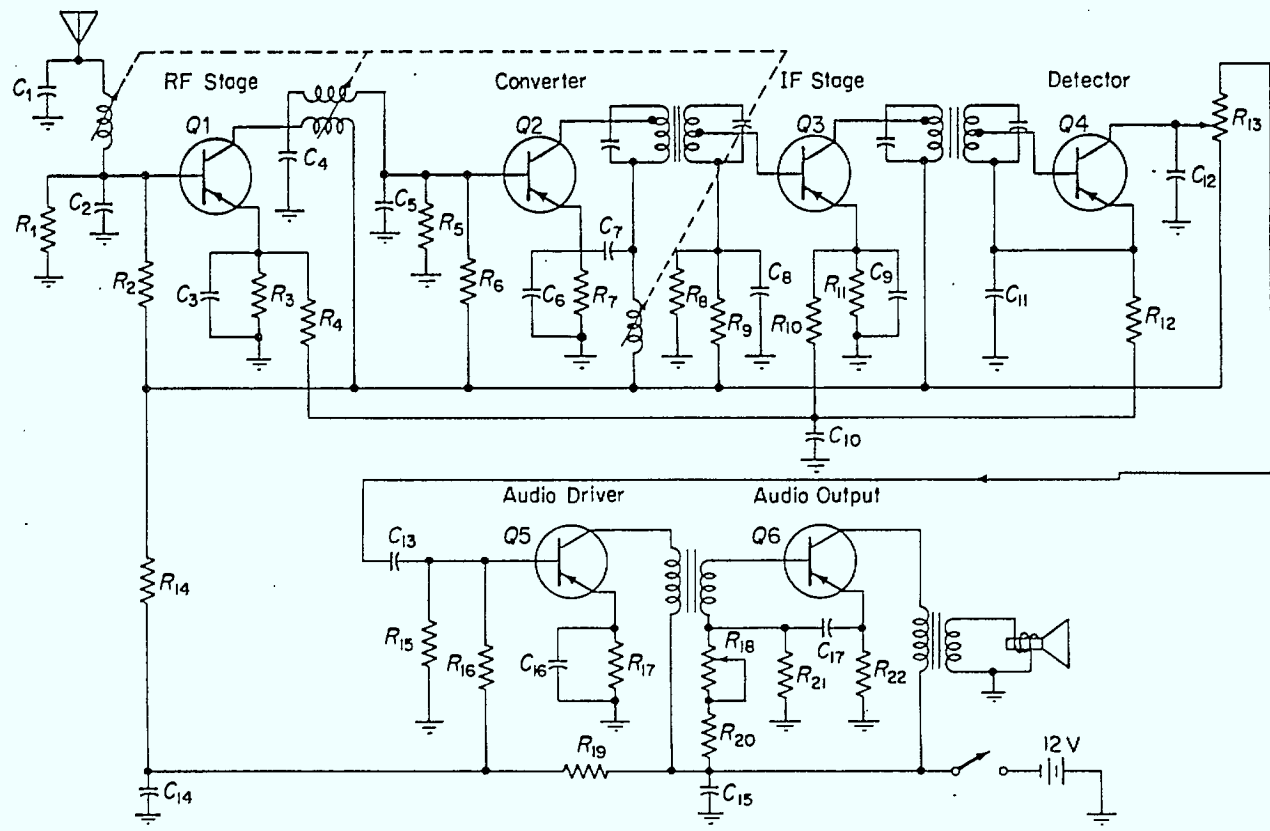 RF Stage
Converter
IF Stage
Detector
C1
Q1
Q2
Q3
Q4
R13
C4
C12
R1
C2
C5
R5
C7
R2
C3
R3
R4
R6
C6
R7
R8
C8
R9
R10
R11
C9
C11
R12
C10
Audio Driver
Audio Output
C13
Q5
Q6
R14
R15
R16
C16
R17
R18
C17
R21
R22
R20
R19
12 V
C14
C15